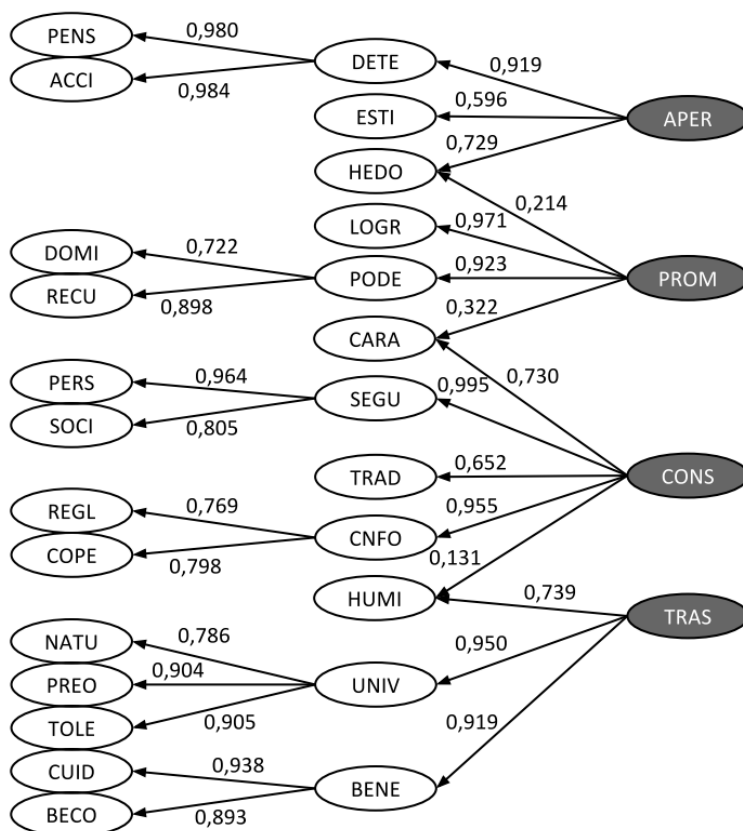 PENS
0,980
ACCI
0,984
DETE
0,919
ESTI
0,596
APER
0,729
HEDO
0,214
LOGR
0,971
DOMI
0,722
RECU
0,898
PODE
0,923
PROM
0,322
CARA
0,730
PERS
0,964
SOCI
0,805
SEGU
0,995
TRAD
0,652
CONS
REGL
0,769
COPE
0,798
CNFO
0,955
0,131
HUMI
0,739
TRAS
NATU
0,786
PREO
0,904
TOLE
0,905
UNIV
0,950
0,919
CUID
0,938
BECO
0,893
BENE